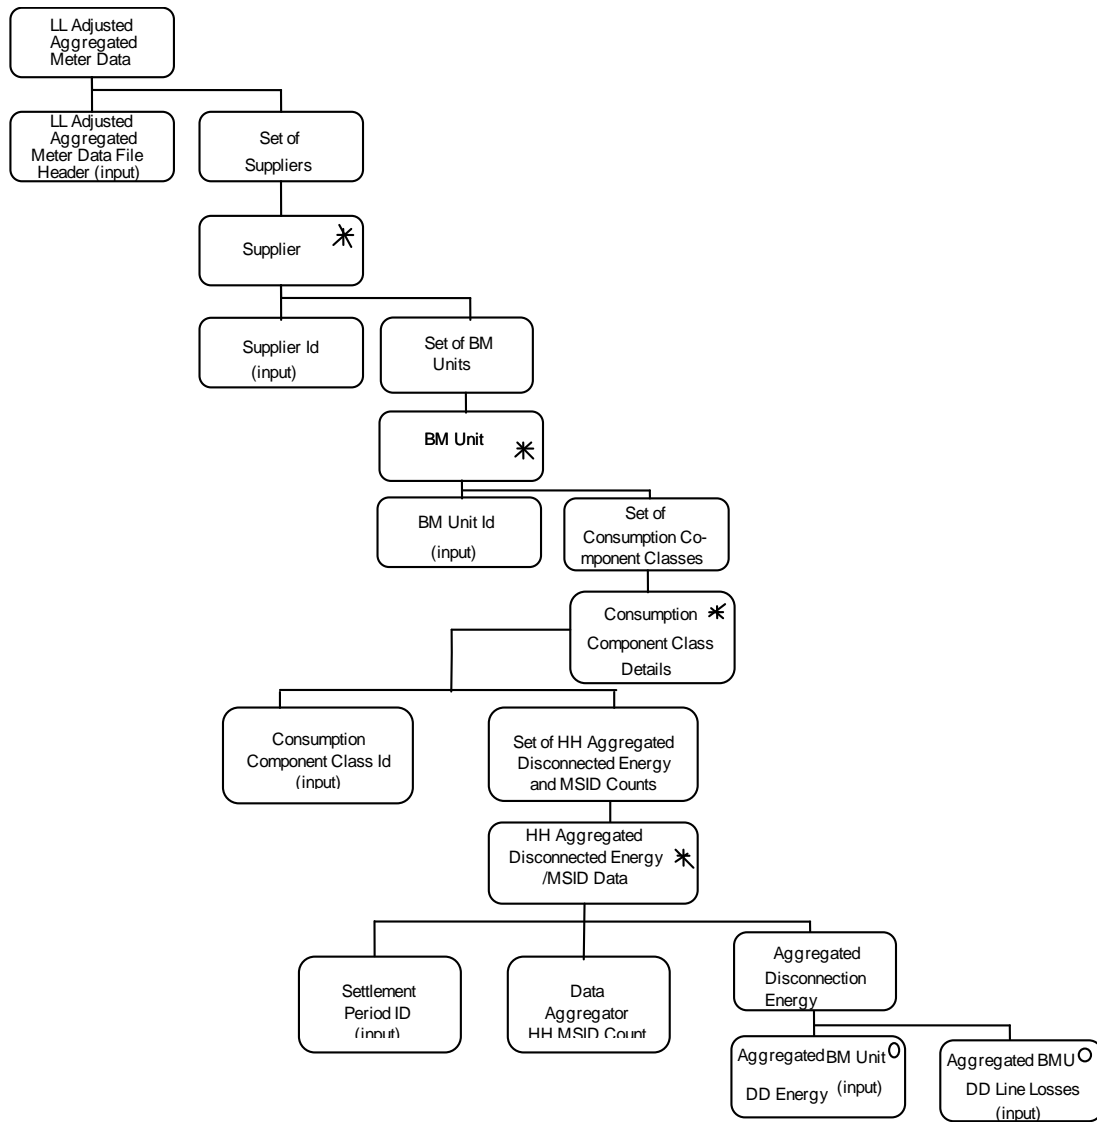 LL Adjusted
Aggregated
Meter Data
LL Adjusted
Aggregated
Meter Data File
Header (input)
Set of
Suppliers
Supplier
Supplier Id
(input)
Set of BM
Units
BM Unit
BM Unit Id
(input)
Set of
Consumption Co-
mponent Classes
Consumption
Component Class
Details
Consumption
Component Class Id
(input)
Set of HH Aggregated
Disconnected Energy
and MSID Counts
HH Aggregated
Disconnected Energy
/MSID Data
Settlement
Period ID
(input)
Data
Aggregator
HH MSID Count
Aggregated
Disconnection
Energy
Aggregated BM Unit
DD Energy (input)
Aggregated BMU
DD Line Losses
(input)